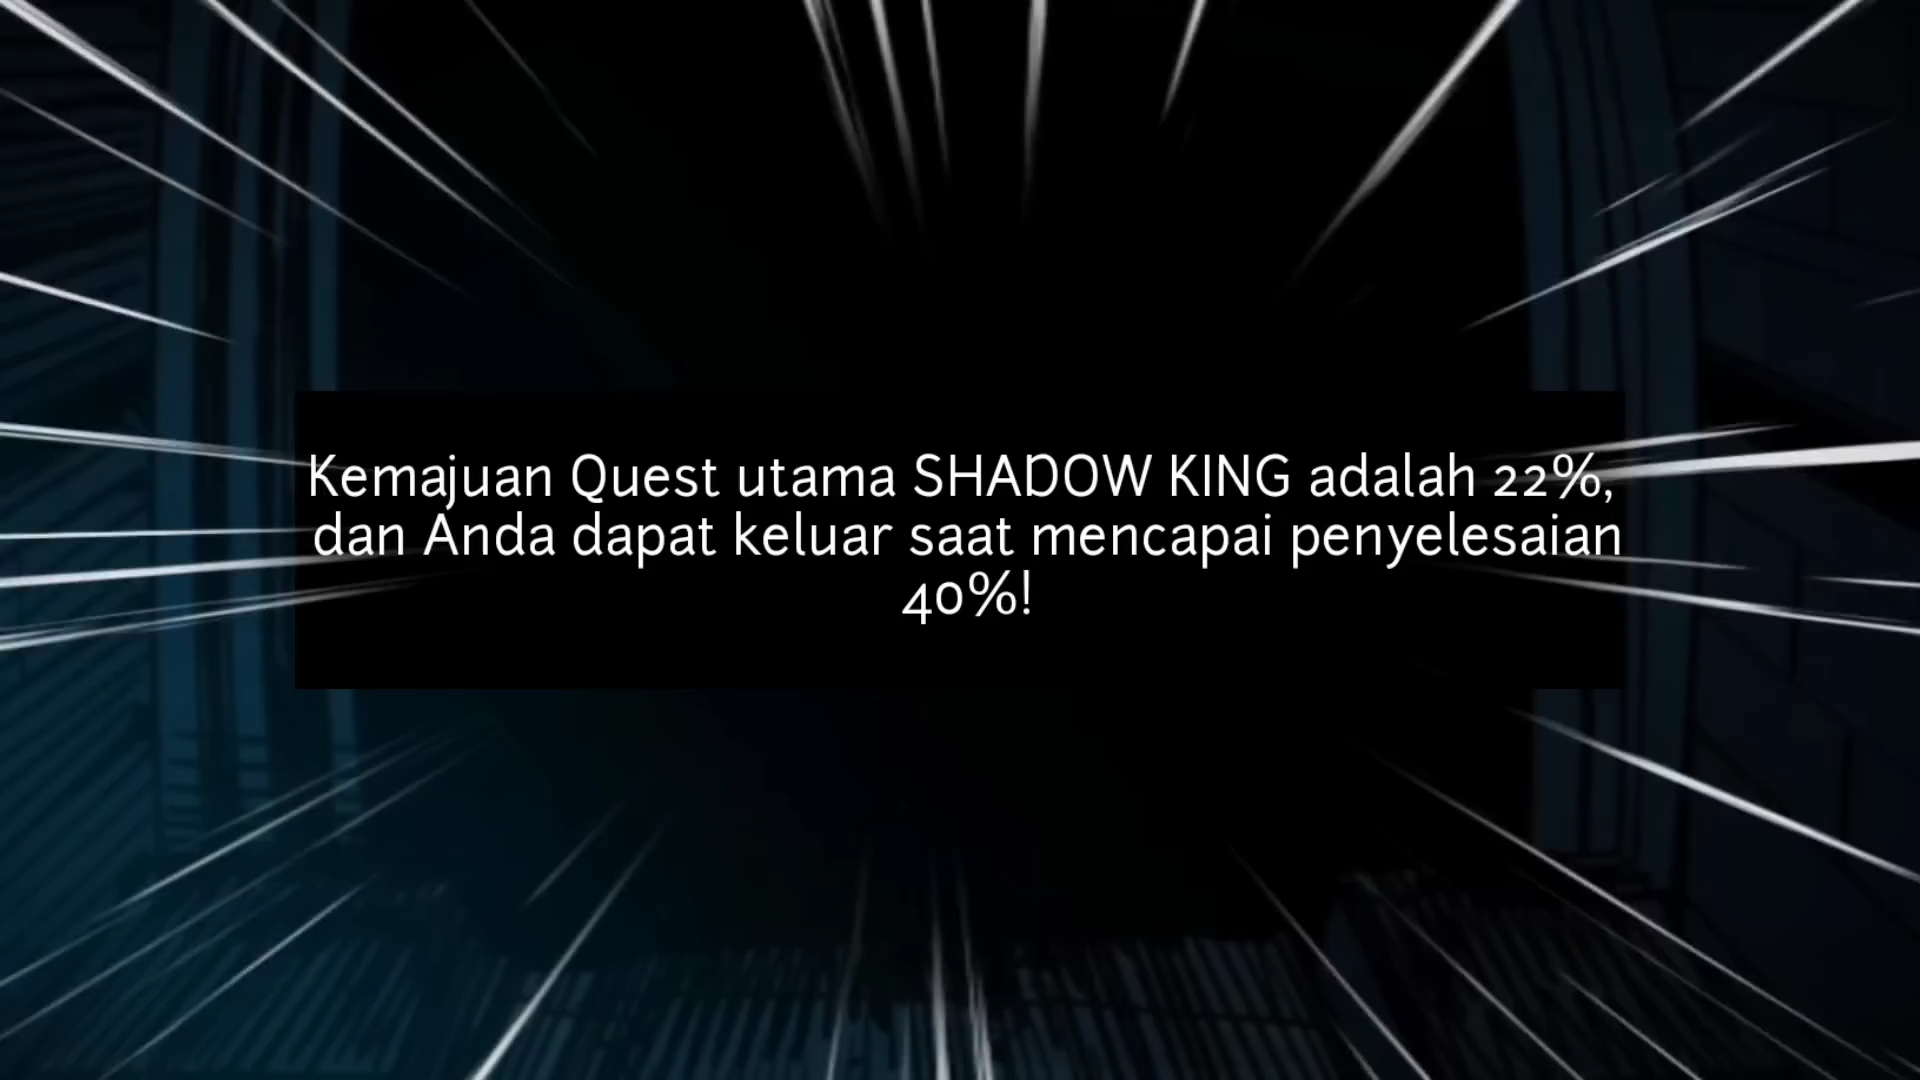 Kemajuan Quest utama SHADOW KING adalah 22%,
dan Anda dapat keluar saat mencapai penyelesaian
40%!